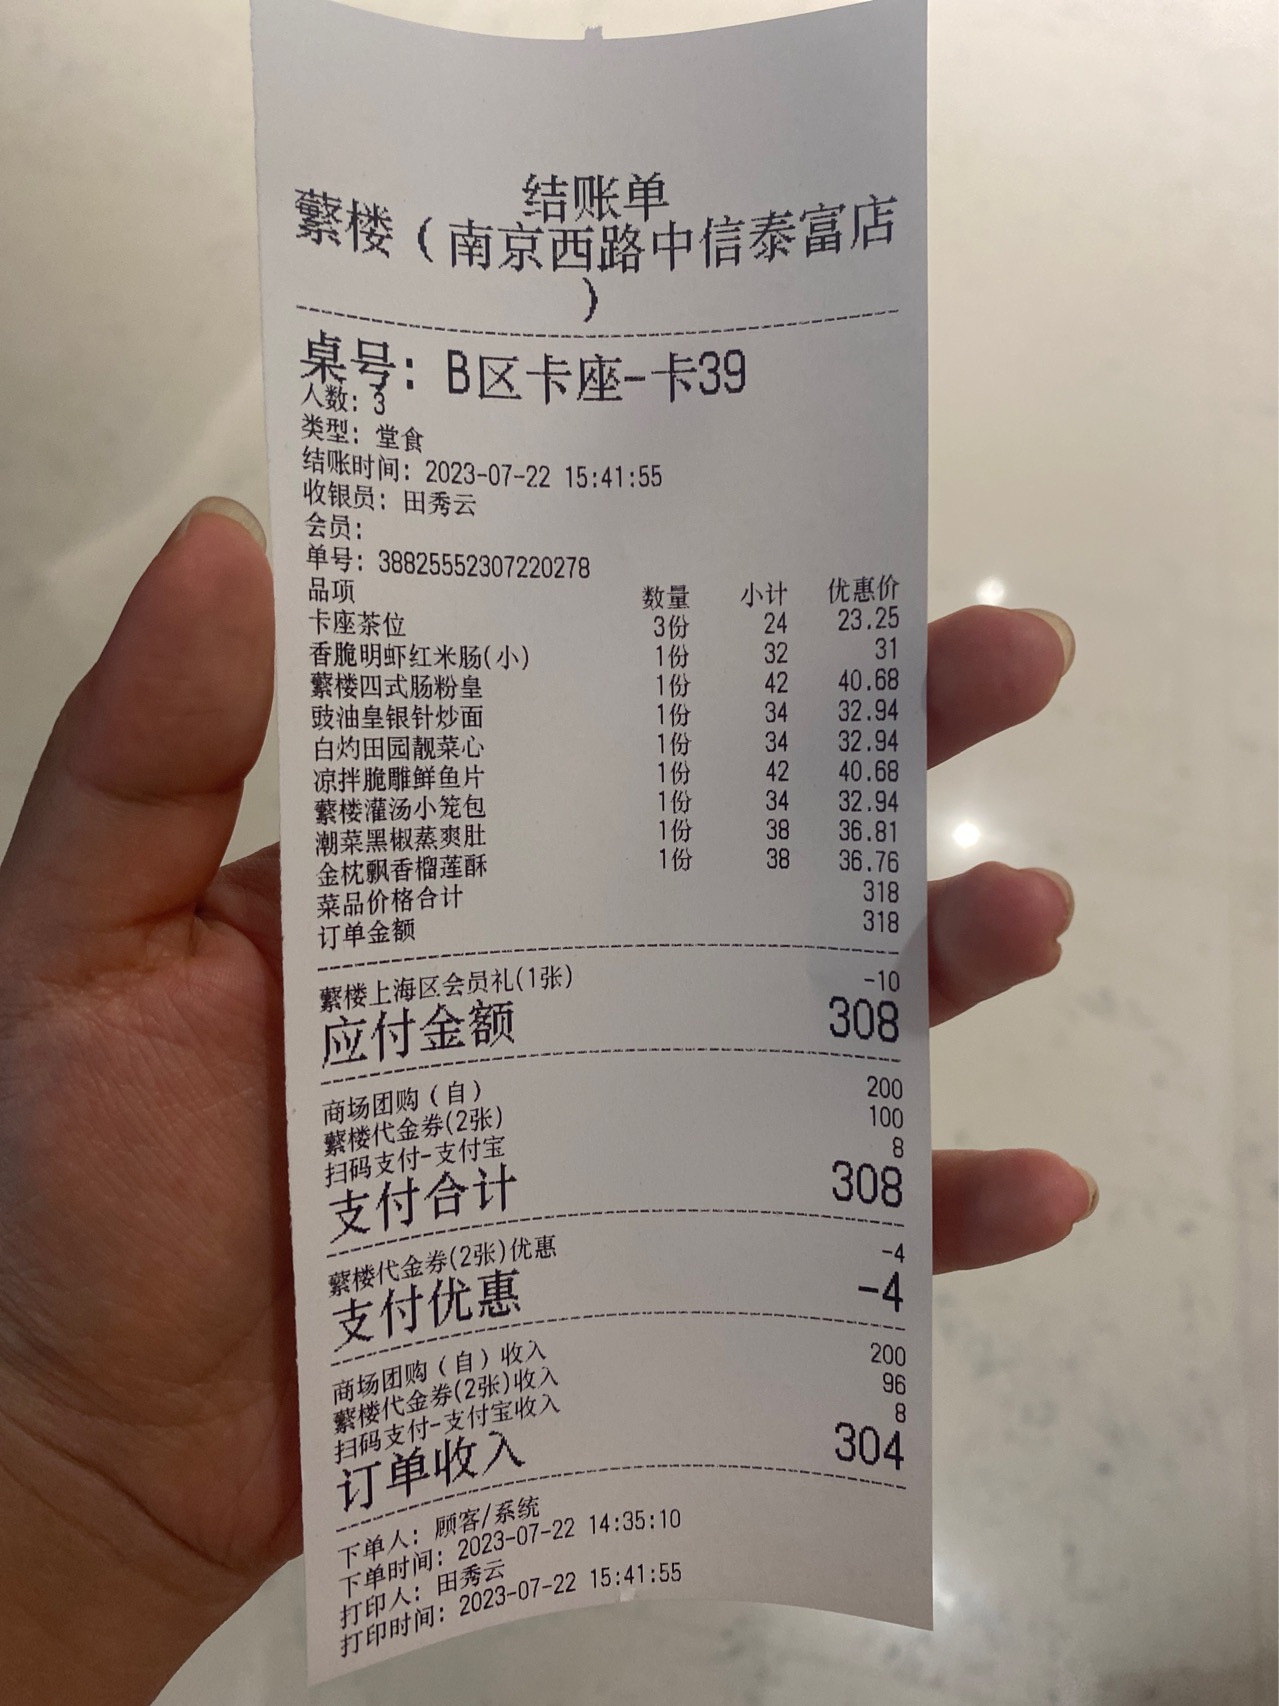 结账单
蘩楼（南京西路中信泰富店
）
桌号：B区卡座-卡39
人数：3
类型：堂食
结账时间：2023-07-22 15:41:55
收银员：田秀云
会员：
单号：38825552307220278
品项 数量 小计 优惠价
卡座茶位 3份 24 23.25
香脆明虾红米肠(小) 1份 32 31
蘩楼四式肠粉皇 1份 42 40.68
豉油皇银针炒面 1份 34 32.94
白灼田园靓菜心 1份 34 32.94
凉拌脆雕鲜鱼片 1份 42 40.68
蘩楼灌汤小笼包 1份 34 32.94
潮菜黑椒蒸爽肚 1份 38 36.81
金枕飘香榴莲酥 1份 38 36.76
菜品价格合计 318
订单金额 318
蘩楼上海区会员礼(1张) -10
应付金额 308
商场团购（自） 200
蘩楼代金券(2张) 100
扫码支付-支付宝 8
支付合计 308
蘩楼代金券(2张)优惠 -4
支付优惠 -4
商场团购（自）收入 200
蘩楼代金券(2张)收入 96
扫码支付-支付宝收入 8
订单收入 304
下单人：顾客/系统
下单时间：2023-07-22 14:35:10
打印人：田秀云
打印时间：2023-07-22 15:41:55